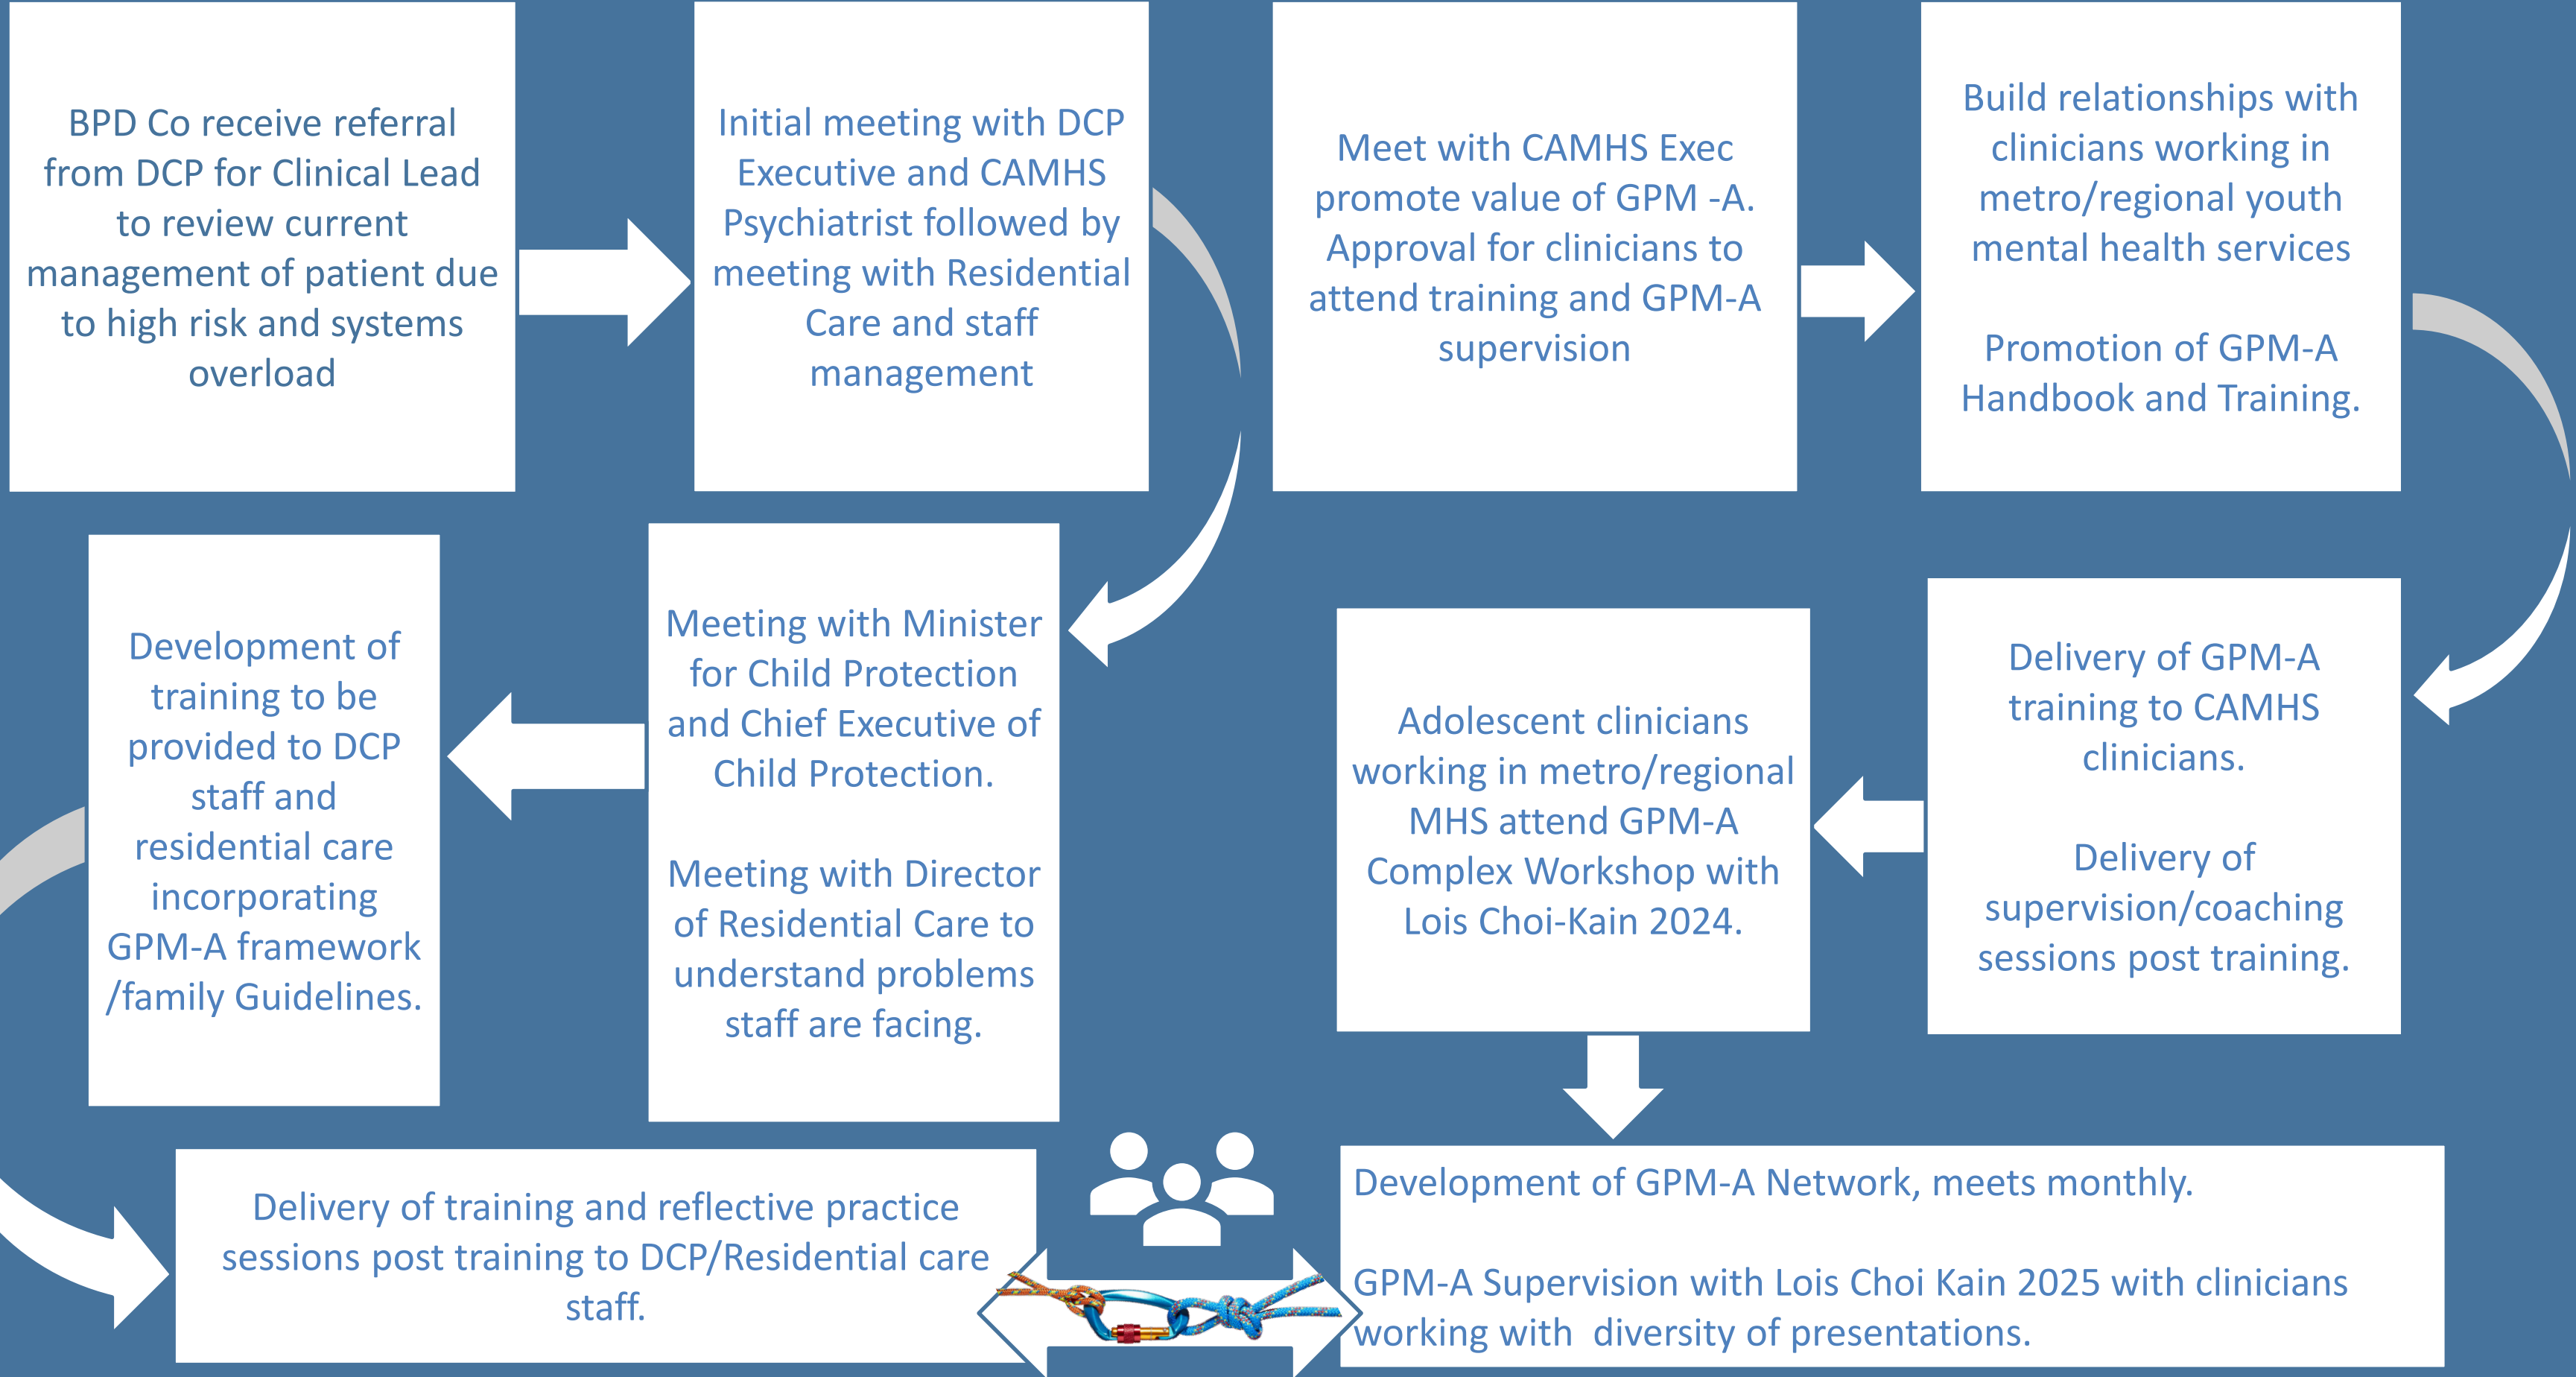 BPD Co receive referral
from DCP for Clinical Lead
to review current
management of patient due
to high risk and systems
overload
Initial meeting with DCP
Executive and CAMHS
Psychiatrist followed by
meeting with Residential
Care and staff
management
Meeting with Minister
for Child Protection
and Chief Executive of
Child Protection.
Meeting with Director
of Residential Care to
understand problems
staff are facing.
Development of
training to be
provided to DCP
staff and
residential care
incorporating
GPM-A framework
/family Guidelines.
Delivery of training and reflective practice
sessions post training to DCP/Residential care
staff.
Meet with CAMHS Exec
promote value of GPM -A.
Approval for clinicians to
attend training and GPM-A
supervision
Build relationships with
clinicians working in
metro/regional youth
mental health services
Promotion of GPM-A
Handbook and Training.
Delivery of GPM-A
training to CAMHS
clinicians.
Delivery of
supervision/coaching
sessions post training.
Adolescent clinicians
working in metro/regional
MHS attend GPM-A
Complex Workshop with
Lois Choi-Kain 2024.
Development of GPM-A Network, meets monthly.
GPM-A Supervision with Lois Choi Kain 2025 with clinicians
working with  diversity of presentations.